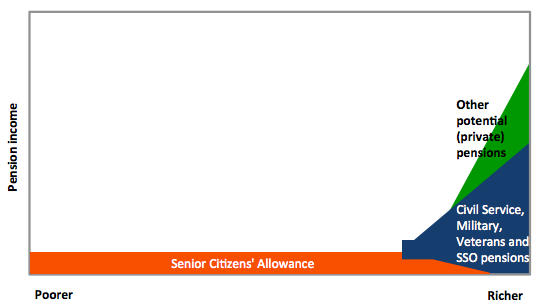 Pension income
Other
potential
(private)
pensions
Civil Service,
Military,
Veterans and
SSO pensions
Senior Citizens' Allowance
Poorer
Richer